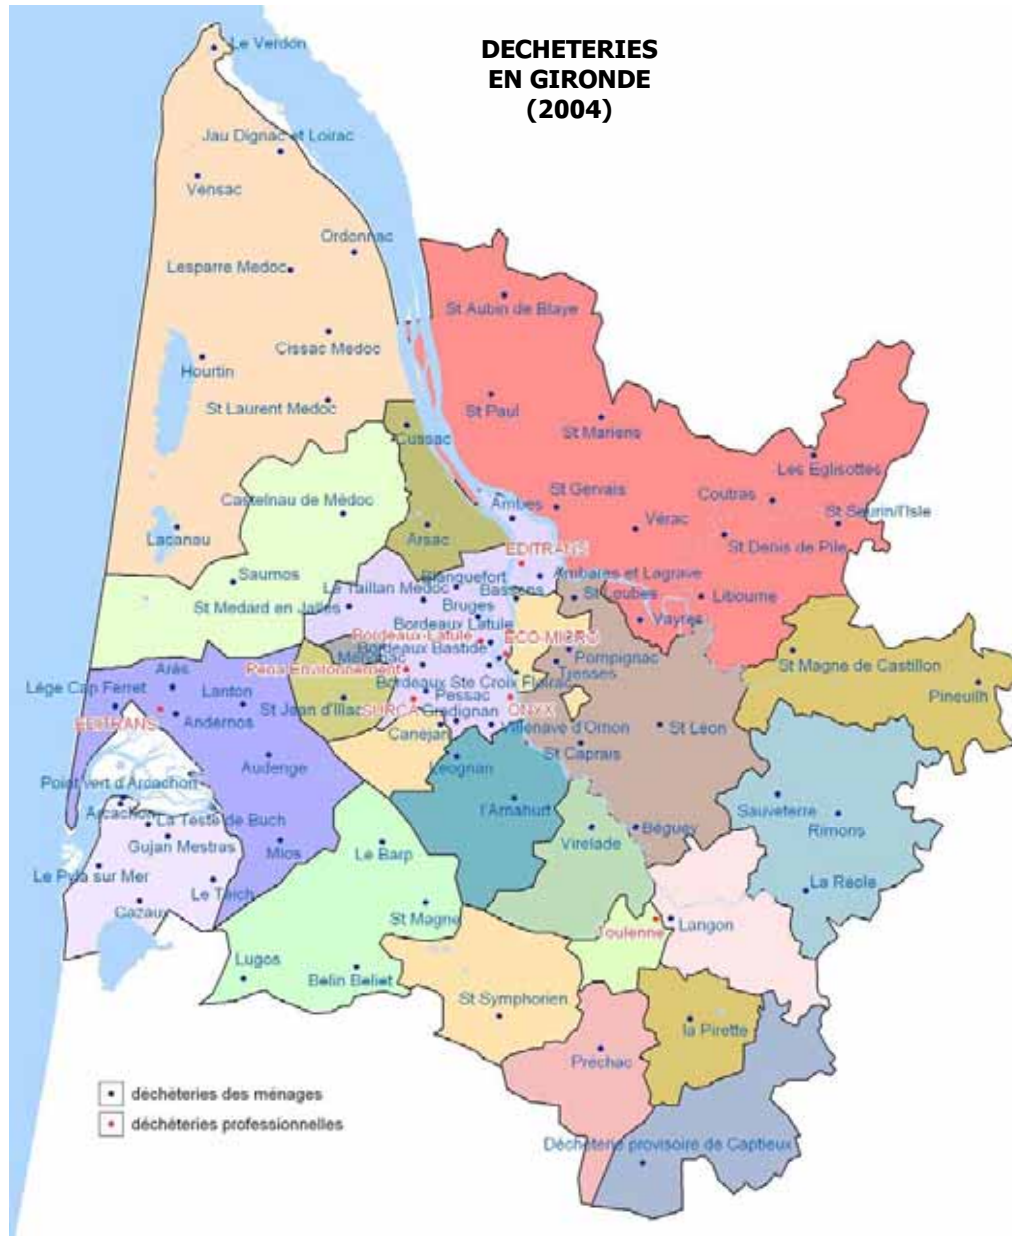 DECHETERIES
EN GIRONDE
(2004)
Le Verdon
Jau Dignac et Loirac
Vensac
Ordonnac
Lesparre Medoc
St Aubin de Blaye
Cissac Medoc
Hourtin
St Laurent Medoc
St Paul
Cussac
St Mariens
Les Eglisottes
Castelnau de Médoc
St Gervais
Coutras
Ambes
St Seurin/l'Isle
Lacanau
Arsac
Vérac
St Denis de Pile
EDITRANS
Saumos
Blanquefort
Ambares et Lagrave
Le Taillan Medoc
Bassens
St Loubes
Libourne
St Medard en Jalles
Bruges
Vayres
Bordeaux Latule
Bordeaux-Latule
ECO-MICRO
Bordeaux Bastide
Merignac
Pompignac
Pena Environnement
Tresses
St Magne de Castillon
Arès
Bordeaux Ste Croix
Floirac
Pineuilh
Lège Cap Ferret
Lanton
Pessac
St Jean d'Illac
SURCA
Gradignan
ONYX
EDITRANS
Andernos
Villenave d'Ornon
St Léon
Canéjan
St Caprais
Audenge
Léognan
Point vert d'Arcachon
Arcachon
l'Amahurt
Sauveterre
La Teste de Buch
Rimons
Gujan Mestras
Mios
Le Barp
Virelade
Béguey
Le Pyla sur Mer
Le Teich
La Réole
Cazaux
St Magne
Toulenne
Langon
Lugos
Belin Beliet
St Symphorien
la Pirette
Préchac
déchèteries des ménages
déchèteries professionnelles
Déchèterie provisoire de Captieux